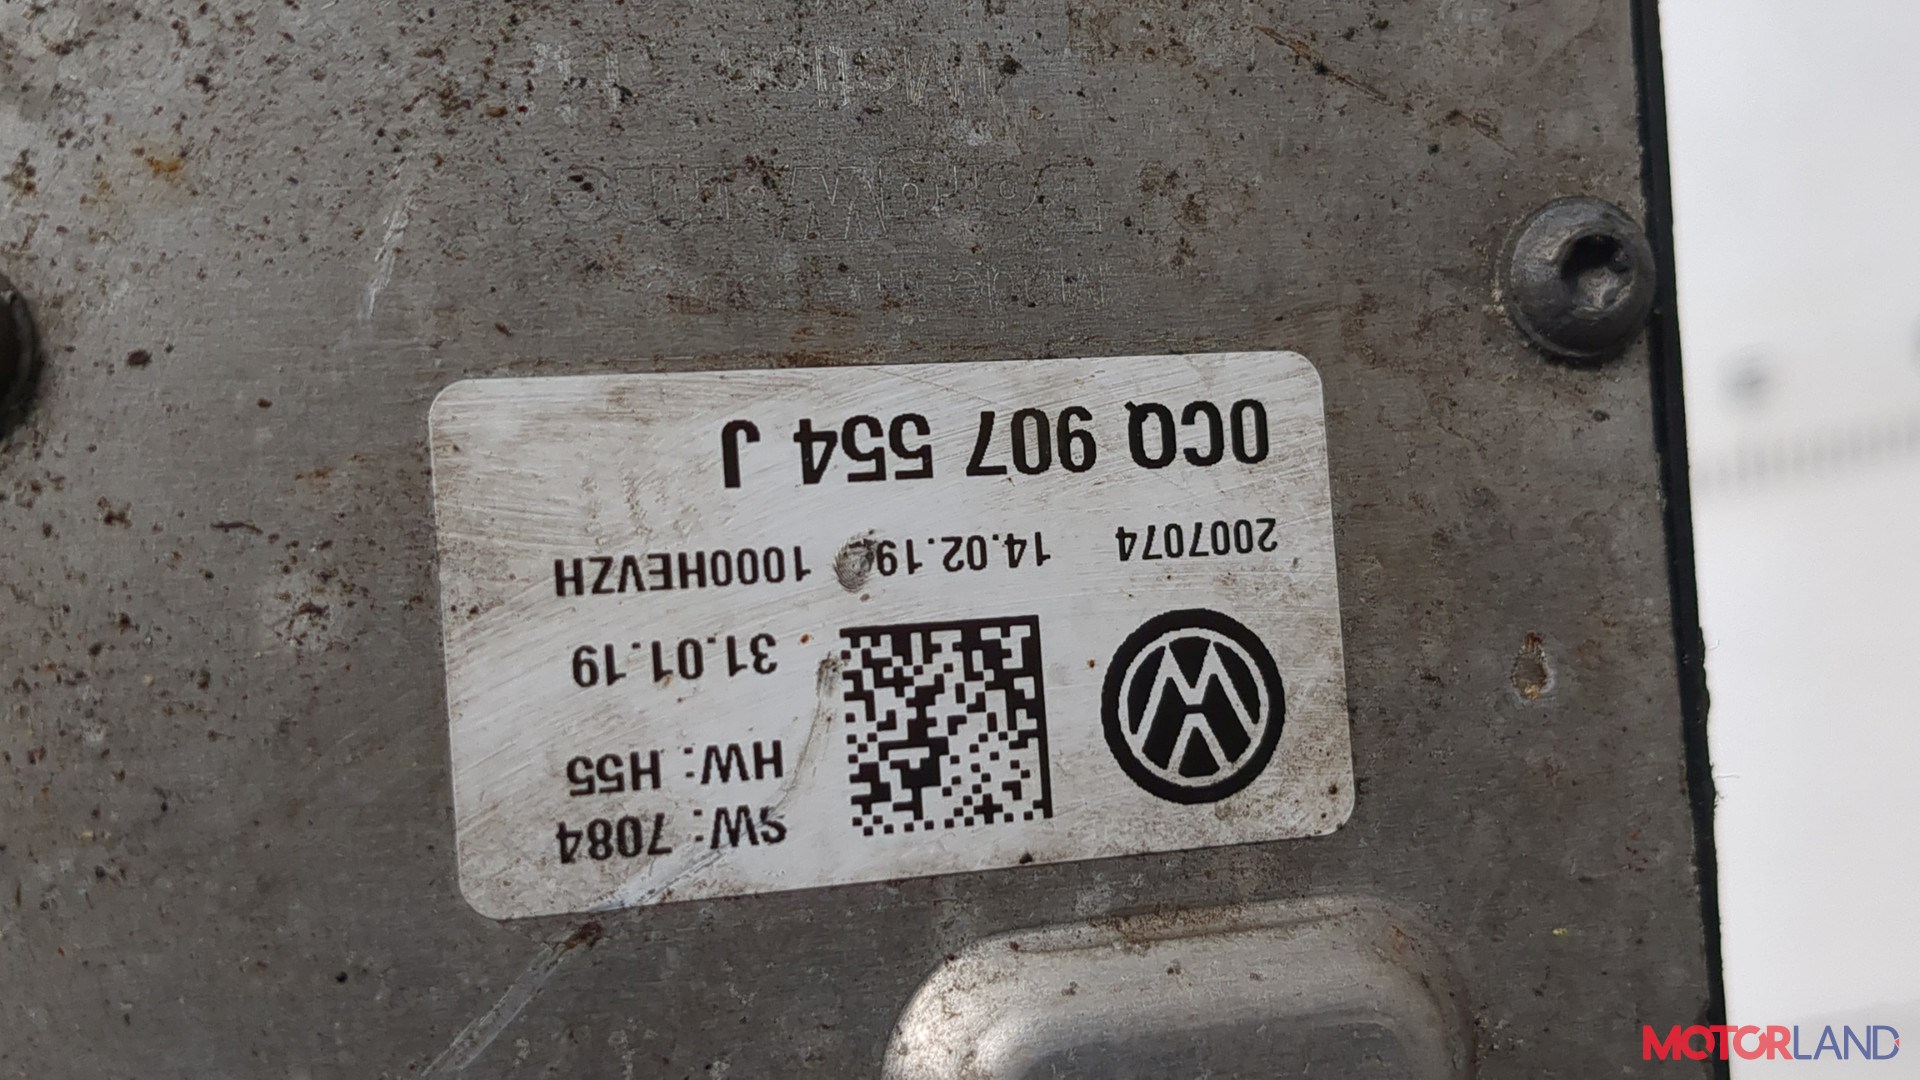 0CQ 907 554 J
2007074 14.02.19 1000HEVZH
31.01.19
HW: H55
SW: 7084
MOTORLAND